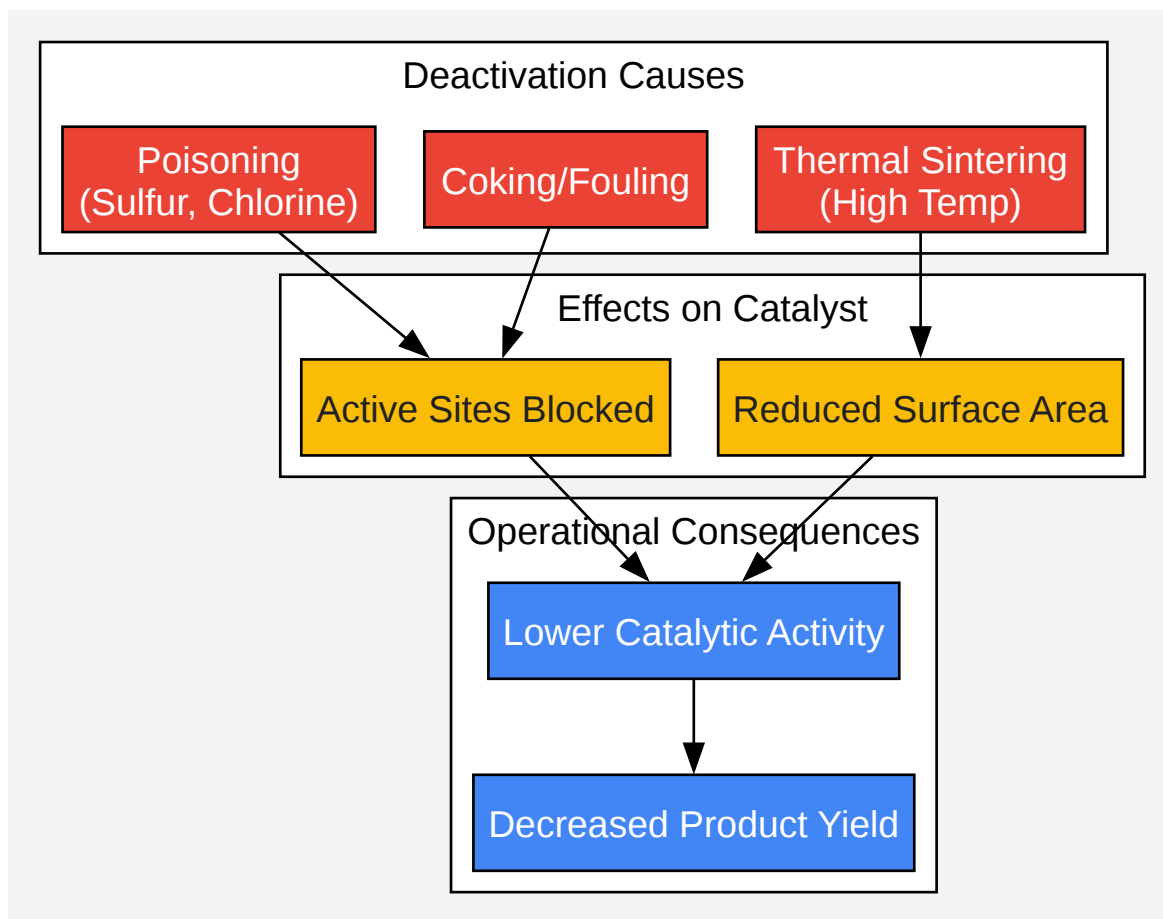 Deactivation Causes
Poisoning
(Sulfur, Chlorine)
Coking/Fouling
Thermal Sintering
(High Temp)
Effects on Catalyst
Active Sites Blocked
Reduced Surface Area
Operational Consequences
Lower Catalytic Activity
Decreased Product Yield